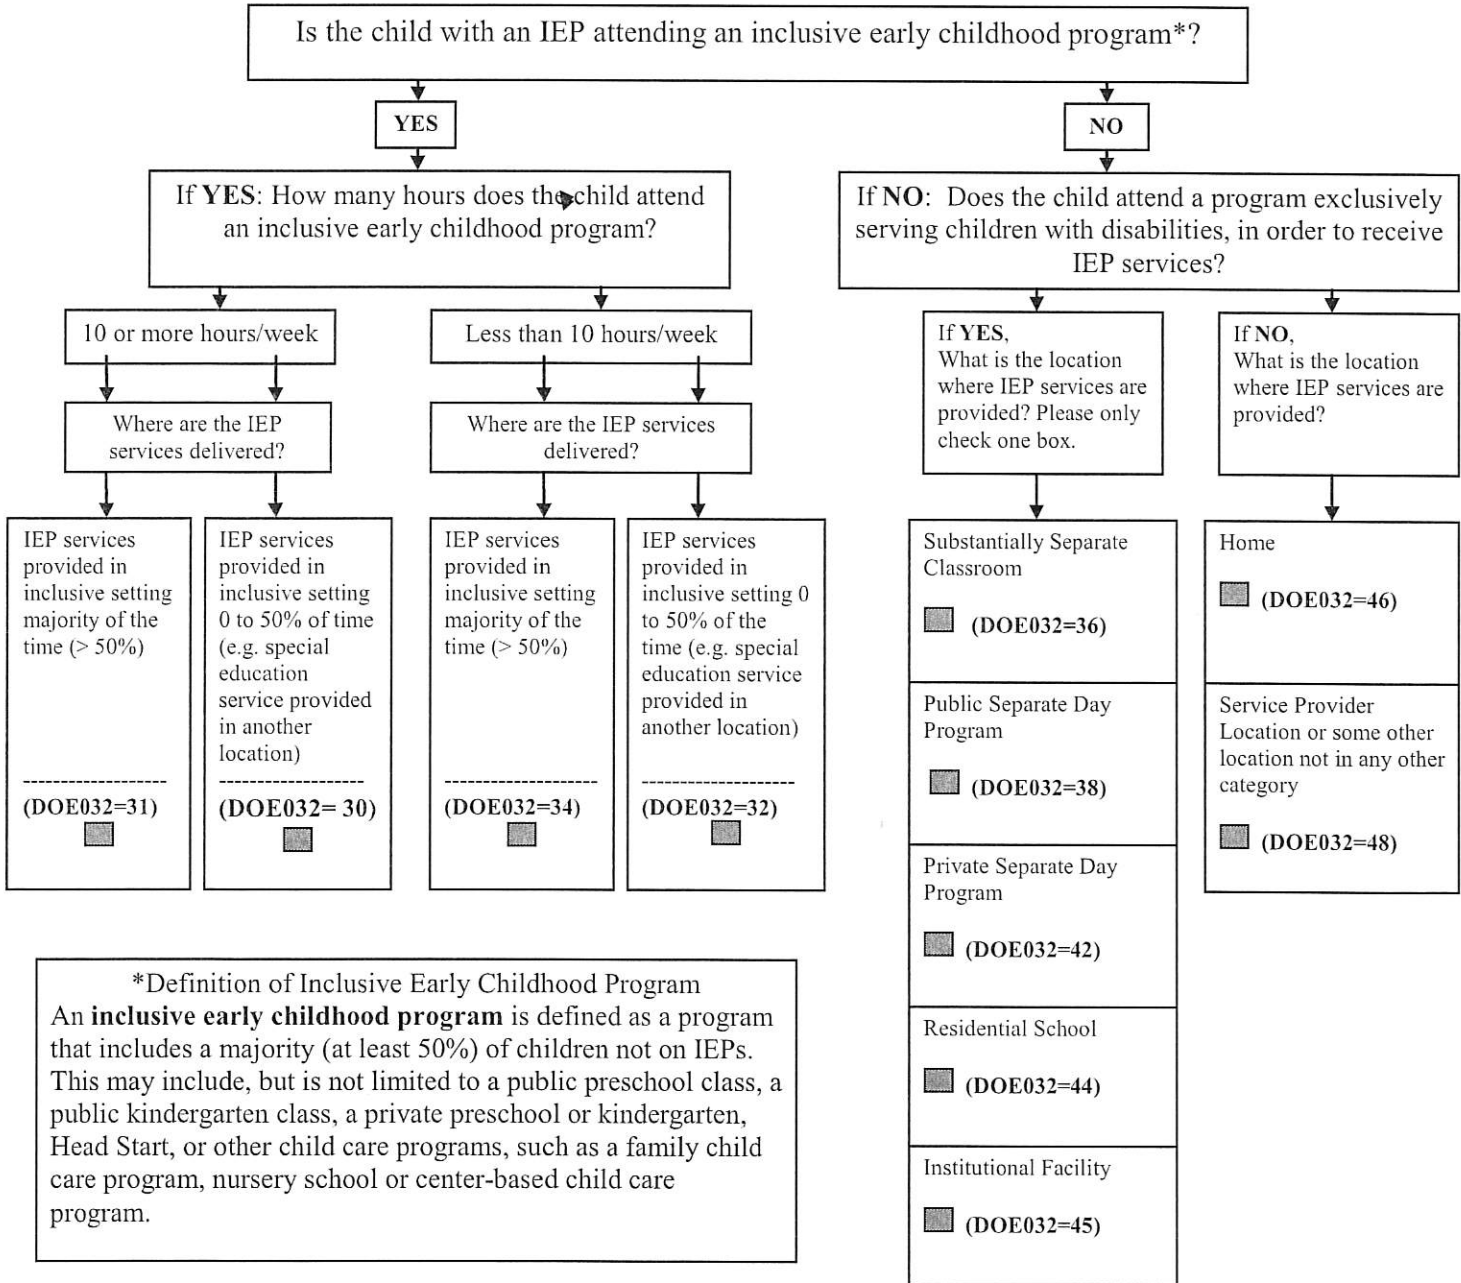 Is the child with an IEP attending an inclusive early childhood program*?
YES
NO
If YES: How many hours does the child attend
an inclusive early childhood program?
If NO: Does the child attend a program exclusively
serving children with disabilities, in order to receive
IEP services?
10 or more hours/week
Less than 10 hours/week
Where are the IEP
services delivered?
Where are the IEP services
delivered?
If YES,
What is the location
where IEP services are
provided? Please only
check one box.
If NO,
What is the location
where IEP services are
provided?
IEP services
provided in
inclusive setting
majority of the
time (> 50%)
-------------------
(DOE032=31)
IEP services
provided in
inclusive setting
0 to 50% of time
(e.g. special
education
service provided
in another
location)
-------------------
(DOE032= 30)
IEP services
provided in
inclusive setting
majority of the
time (> 50%)
--------------------
(DOE032=34)
IEP services
provided in
inclusive setting 0
to 50% of the
time (e.g. special
education service
provided in
another location)
--------------------
(DOE032=32)
Substantially Separate
Classroom
(DOE032=36)
Public Separate Day
Program
(DOE032=38)
Private Separate Day
Program
(DOE032=42)
Residential School
(DOE032=44)
Institutional Facility
(DOE032=45)
Home
(DOE032=46)
Service Provider
Location or some other
location not in any other
category
(DOE032=48)
*Definition of Inclusive Early Childhood Program
An inclusive early childhood program is defined as a program
that includes a majority (at least 50%) of children not on IEPs.
This may include, but is not limited to a public preschool class, a
public kindergarten class, a private preschool or kindergarten,
Head Start, or other child care programs, such as a family child
care program, nursery school or center-based child care
program.